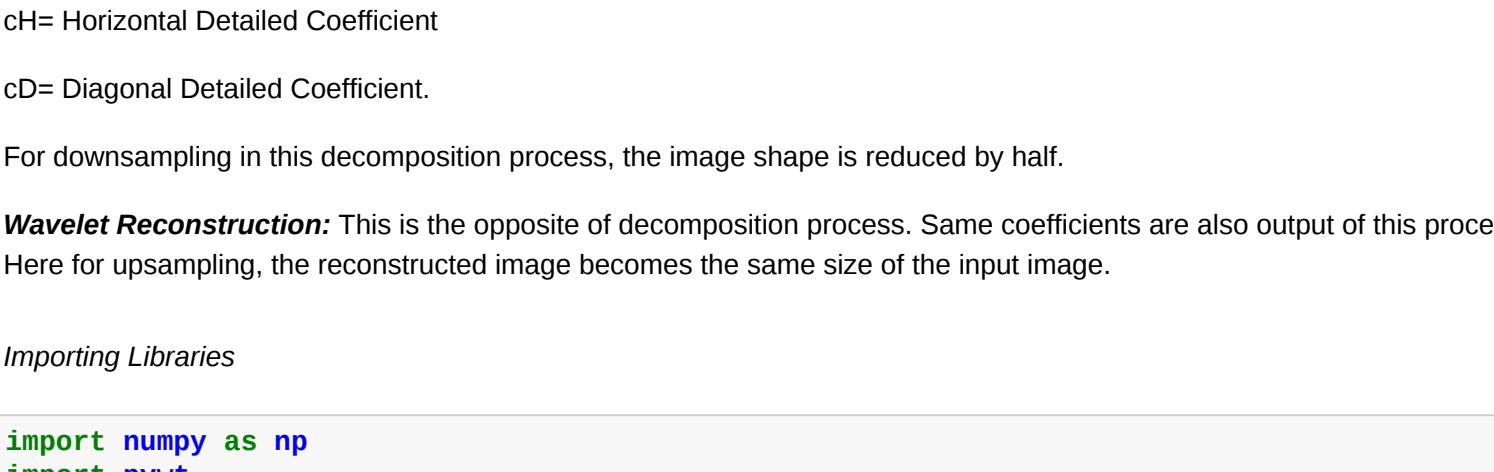 cH= Horizontal Detailed Coefficient
cD= Diagonal Detailed Coefficient.
For downsampling in this decomposition process, the image shape is reduced by half.
Wavelet Reconstruction: This is the opposite of decomposition process. Same coefficients are also output of this proce
Here for upsampling, the reconstructed image becomes the same size of the input image.
Importing Libraries
import numpy as np
import pywt